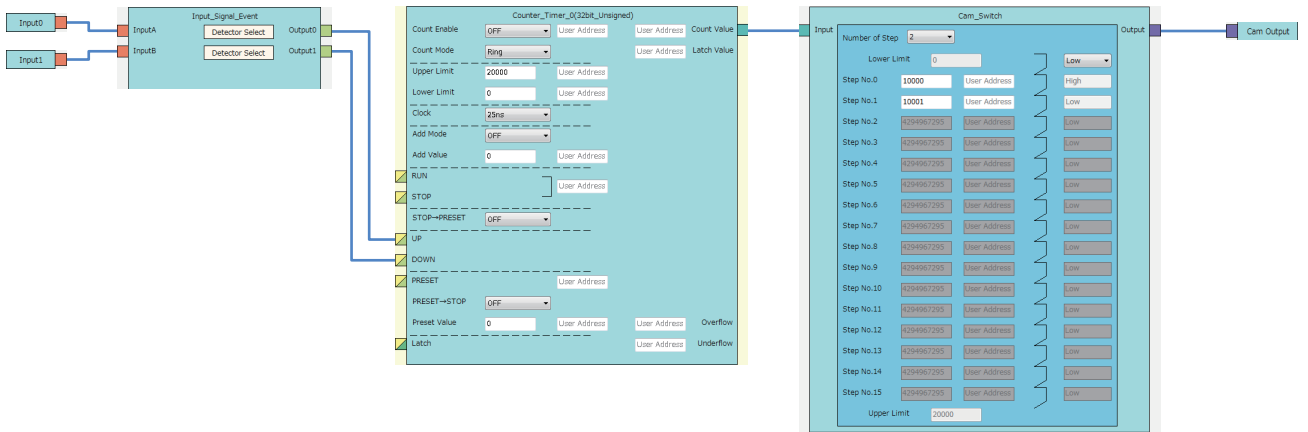 Input0
Input1
Input_Signal_Event
InputA
Detector Select
Output0
InputB
Detector Select
Output1
Counter_Timer_0(32bit_Unsigned)
Count Enable OFF User Address User Address Count Value
Count Mode Ring User Address Latch Value
Upper Limit 20000 User Address
Lower Limit 0 User Address
Clock 25ns
Add Mode OFF
Add Value 0 User Address
RUN
User Address
STOP
STOP→PRESET OFF
UP
DOWN
PRESET User Address
PRESET→STOP OFF
Preset Value 0 User Address User Address Overflow
Latch User Address Underflow
Cam_Switch
Input
Output
Number of Step 2
Lower Limit 0 Low
Step No.0 10000 User Address High
Step No.1 10001 User Address Low
Step No.2 4294967295 User Address Low
Step No.3 4294967295 User Address Low
Step No.4 4294967295 User Address Low
Step No.5 4294967295 User Address Low
Step No.6 4294967295 User Address Low
Step No.7 4294967295 User Address Low
Step No.8 4294967295 User Address Low
Step No.9 4294967295 User Address Low
Step No.10 4294967295 User Address Low
Step No.11 4294967295 User Address Low
Step No.12 4294967295 User Address Low
Step No.13 4294967295 User Address Low
Step No.14 4294967295 User Address Low
Step No.15 4294967295 User Address Low
Upper Limit 20000
Cam Output